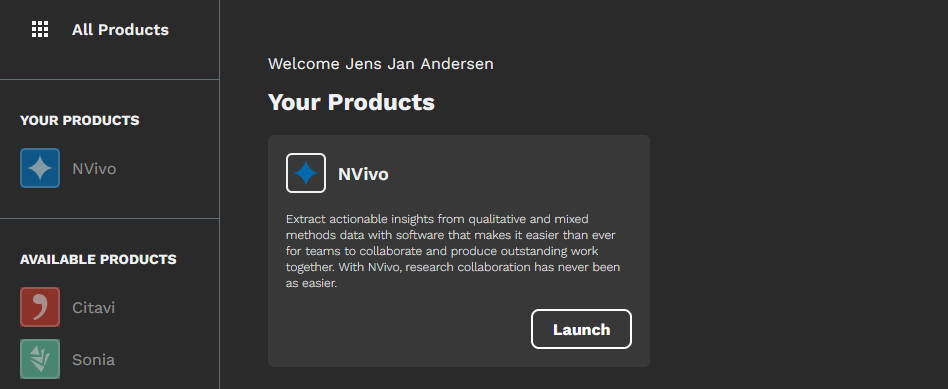 All Products
YOUR PRODUCTS
NVivo
AVAILABLE PRODUCTS
Citavi
Sonia
Welcome Jens Jan Andersen
Your Products
NVivo
Extract actionable insights from qualitative and mixed
methods data with software that makes it easier than ever
for teams to collaborate and produce outstanding work
together. With NVivo, research collaboration has never been
as easier.
Launch